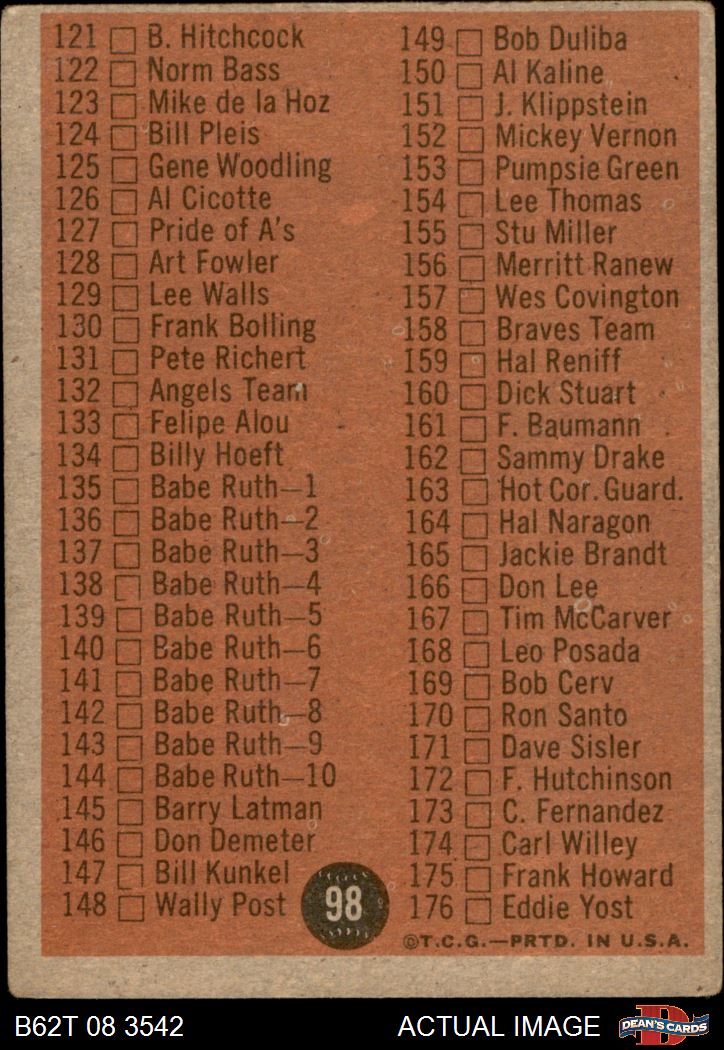 121 B. Hitchcock
122 Norm Bass
123 Mike de la Hoz
124 Bill Pleis
125 Gene Woodling
126 Al Cicotte
127 Pride of A's
128 Art Fowler
129 Lee Walls
130 Frank Bolling
131 Pete Richert
132 Angels Team
133 Felipe Alou
134 Billy Hoeft
135 Babe Ruth—1
136 Babe Ruth—2
137 Babe Ruth—3
138 Babe Ruth—4
139 Babe Ruth—5
140 Babe Ruth—6
141 Babe Ruth—7
142 Babe Ruth—8
143 Babe Ruth—9
144 Babe Ruth—10
145 Barry Latman
146 Don Demeter
147 Bill Kunkel
148 Wally Post
149 Bob Duliba
150 Al Kaline
151 J. Klippstein
152 Mickey Vernon
153 Pumpsie Green
154 Lee Thomas
155 Stu Miller
156 Merritt Ranew
157 Wes Covington
158 Braves Team
159 Hal Reniff
160 Dick Stuart
161 F. Baumann
162 Sammy Drake
163 Hot Cor. Guard.
164 Hal Naragon
165 Jackie Brandt
166 Don Lee
167 Tim McCarver
168 Leo Posada
169 Bob Cerv
170 Ron Santo
171 Dave Sisler
172 F. Hutchinson
173 C. Fernandez
174 Carl Willey
175 Frank Howard
176 Eddie Yost
98
©T.C.G.—PRTD. IN U.S.A.
B62T 08 3542
ACTUAL IMAGE
D
DEAN'S CARDS